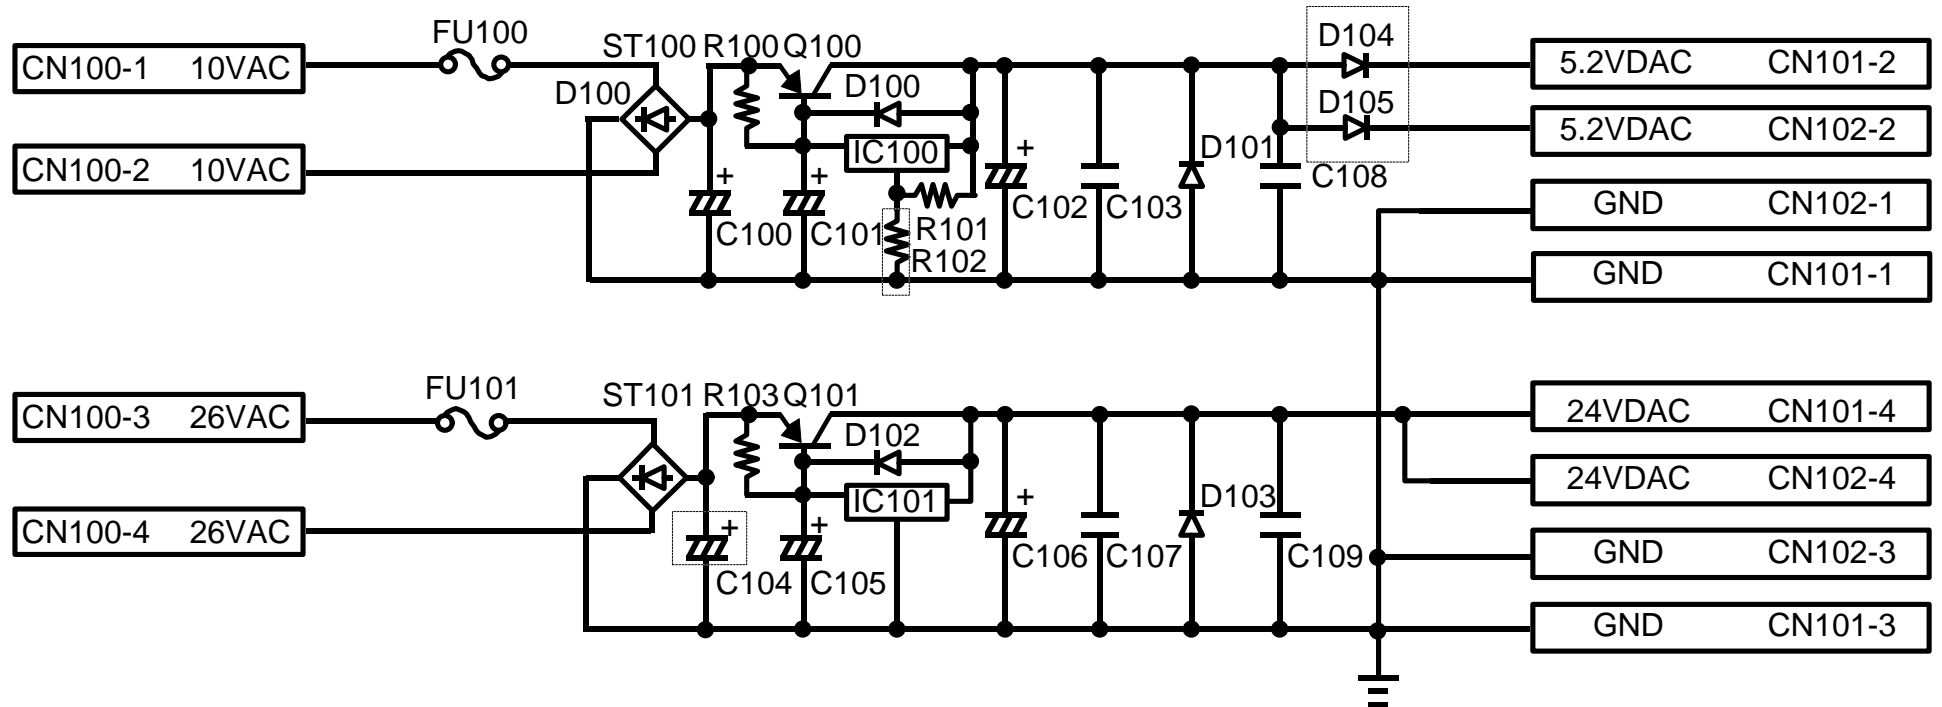 FU100
ST100 R100 Q100
D104
CN100-1 10VAC
5.2VDAC CN101-2
D100
D100
D105
5.2VDAC CN102-2
CN100-2 10VAC
IC100
+
D101
+
+
C108
C102
C103
GND CN102-1
C100
C101
R101
R102
GND CN101-1
FU101
ST101 R103 Q101
CN100-3 26VAC
24VDAC CN101-4
D102
24VDAC CN102-4
IC101
+
D103
CN100-4 26VAC
+
+
C106
C107
C109
GND CN102-3
C104
C105
GND CN101-3